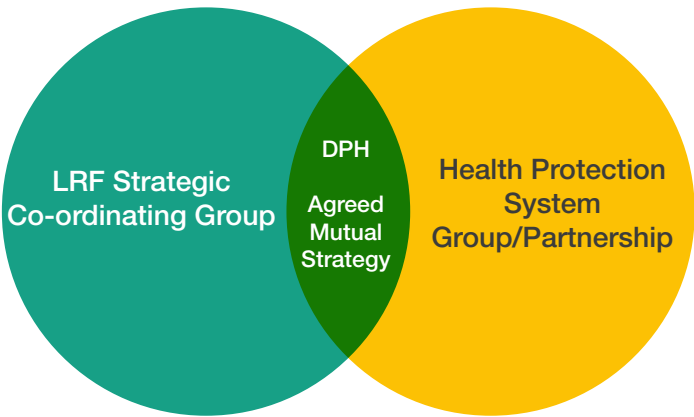 LRF Strategic
Co-ordinating Group
DPH
Agreed
Mutual
Strategy
Health Protection
System
Group/Partnership